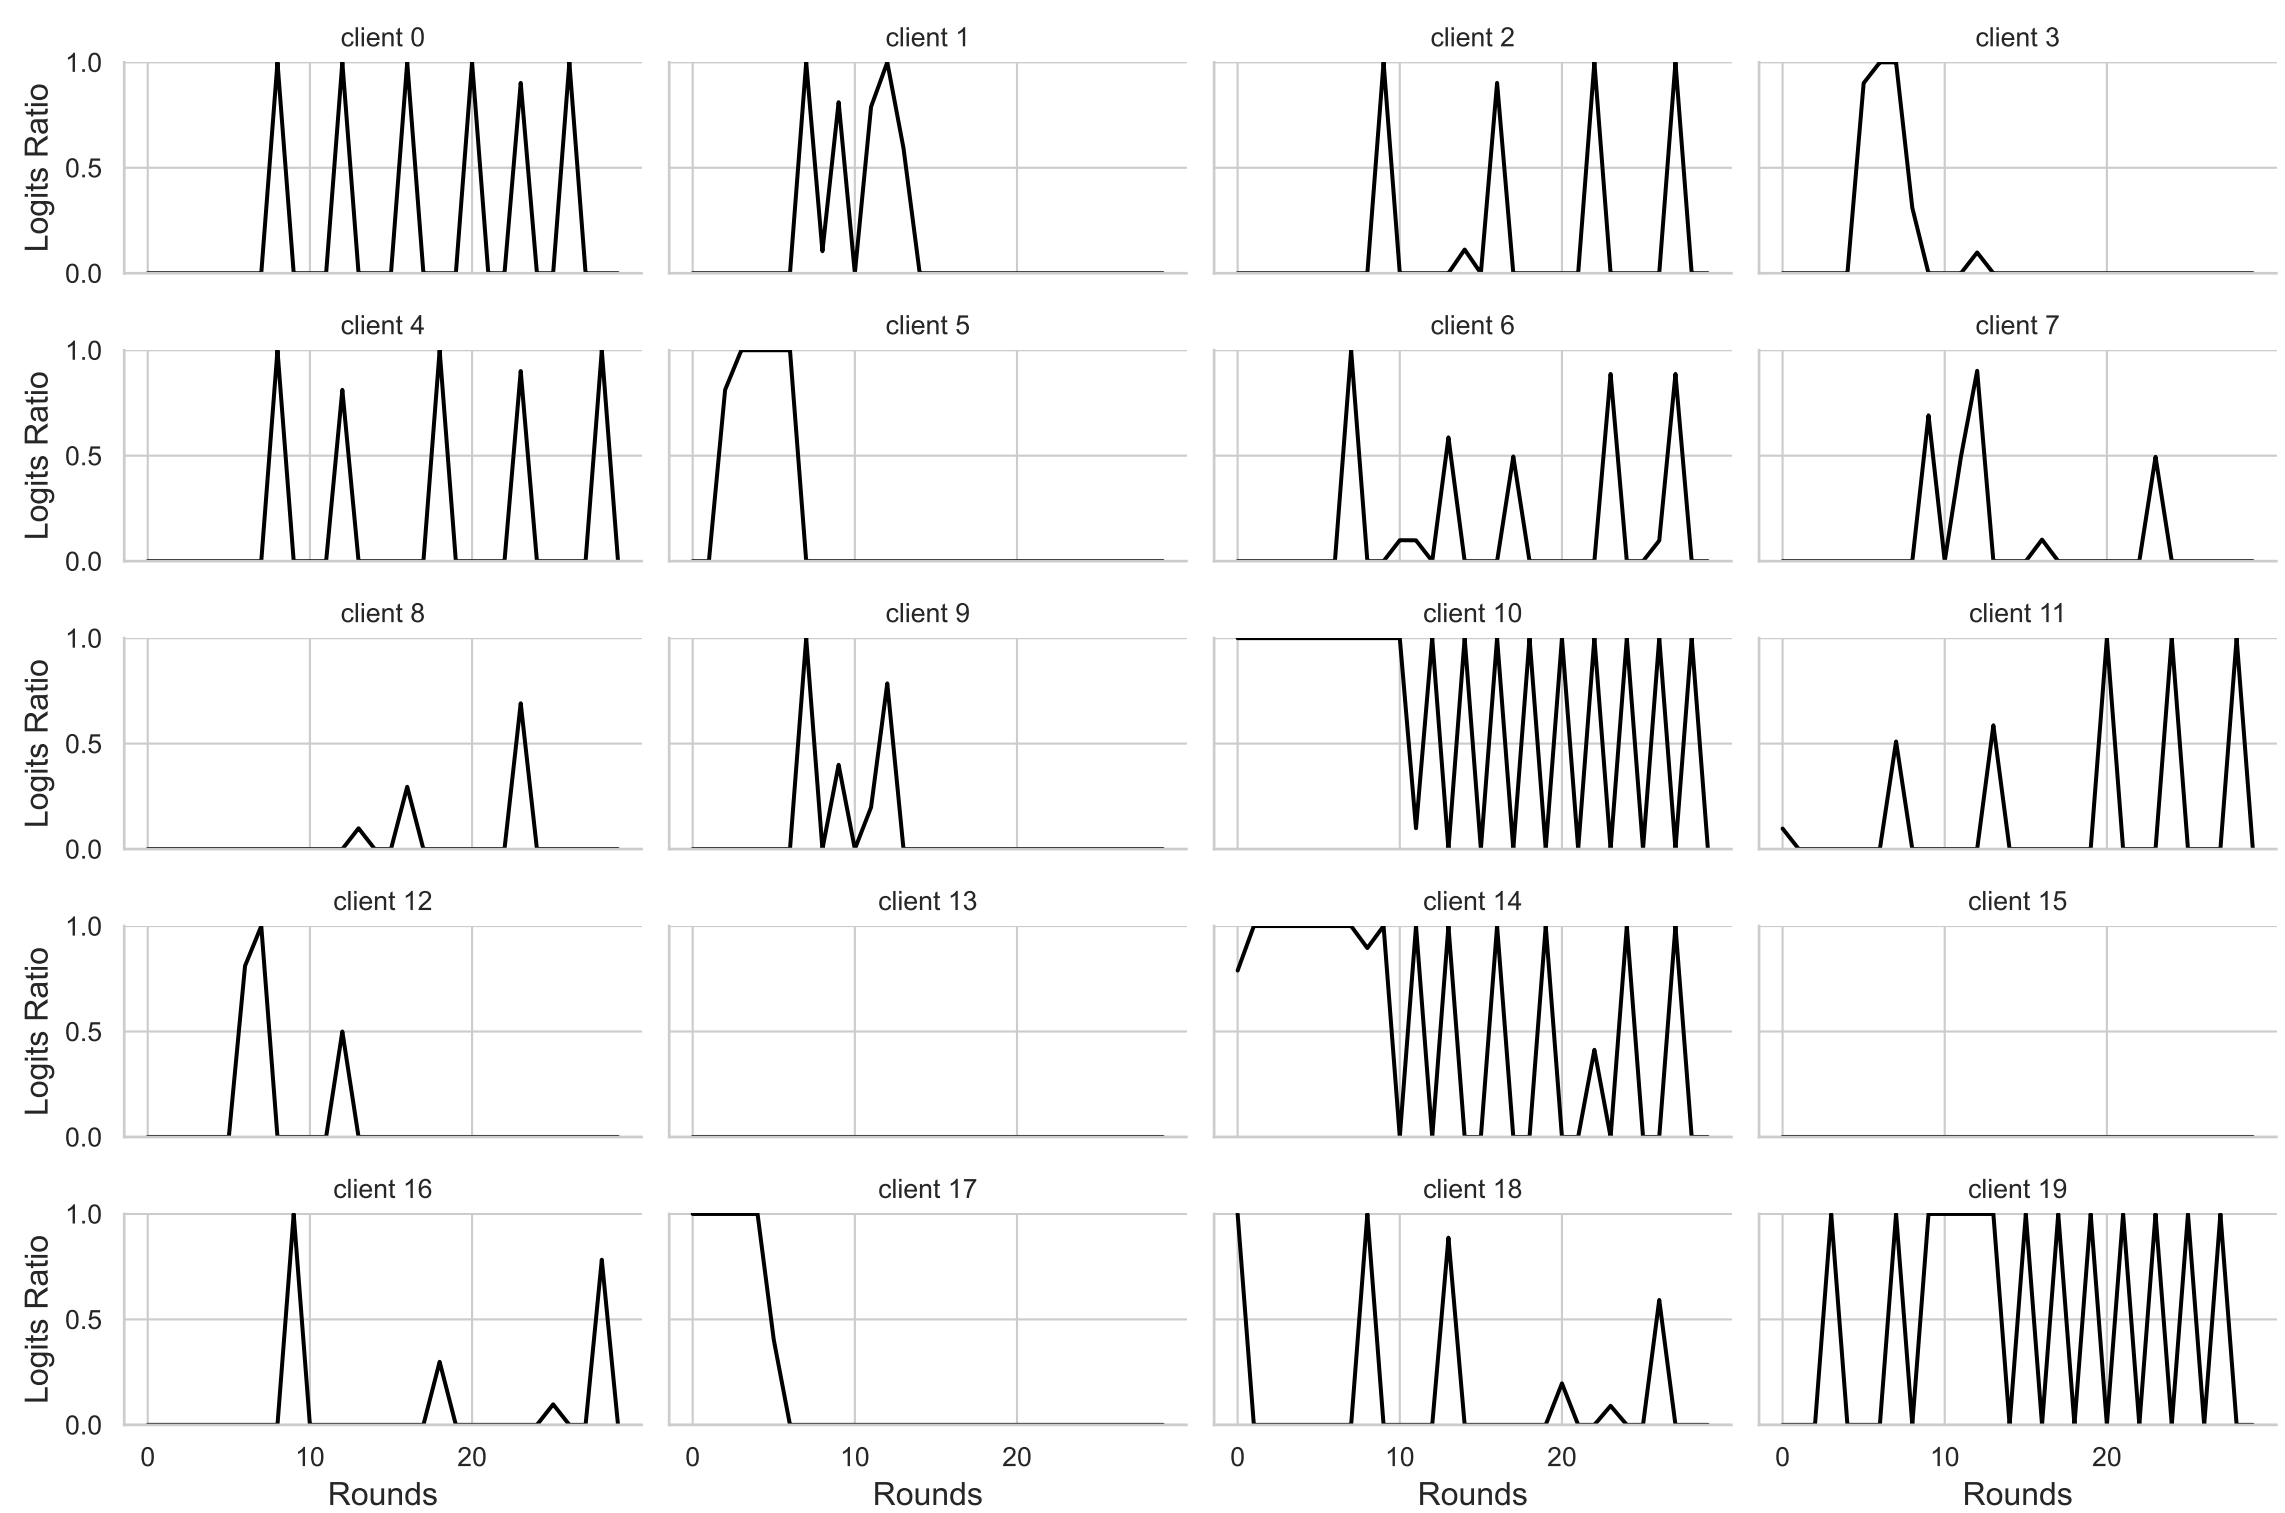 client 0 client 1 client 2 client 3
1.0
0.5
0.0
Logits Ratio
client 4 client 5 client 6 client 7
1.0
0.5
0.0
Logits Ratio
client 8 client 9 client 10 client 11
1.0
0.5
0.0
Logits Ratio
client 12 client 13 client 14 client 15
1.0
0.5
0.0
Logits Ratio
client 16 client 17 client 18 client 19
1.0
0.5
0.0
Logits Ratio
0 10 20 0 10 20 0 10 20 0 10 20
Rounds Rounds Rounds Rounds